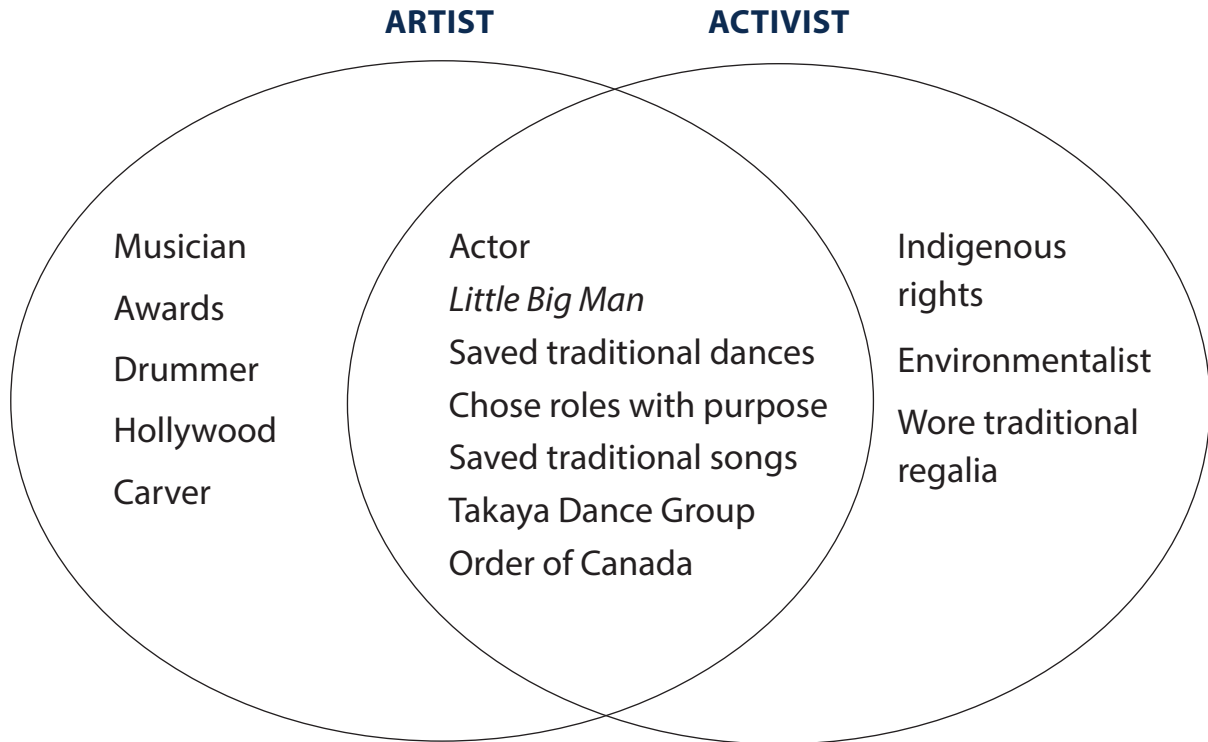 ARTIST
ACTIVIST
Musician
Awards
Drummer
Hollywood
Carver
Actor
Little Big Man
Saved traditional dances
Chose roles with purpose
Saved traditional songs
Takaya Dance Group
Order of Canada
Indigenous
rights
Environmentalist
Wore traditional
regalia